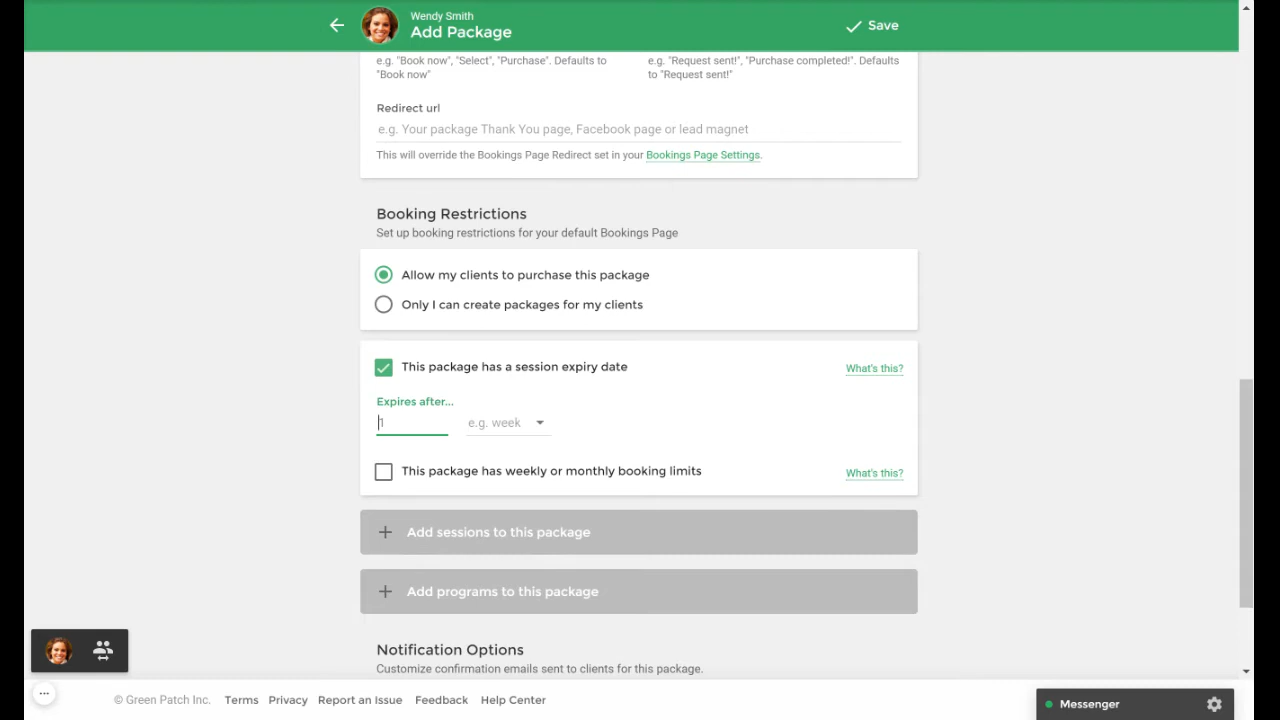 Wendy Smith
Add Package
Save
e.g. "Book now", "Select", "Purchase". Defaults to
"Book now"
e.g. "Request sent!", "Purchase completed!". Defaults
to "Request sent!"
Redirect url
e.g. Your package Thank You page, Facebook page or lead magnet
This will override the Bookings Page Redirect set in your Bookings Page Settings.
Booking Restrictions
Set up booking restrictions for your default Bookings Page
Allow my clients to purchase this package
Only I can create packages for my clients
This package has a session expiry date
What's this?
Expires after...
1
e.g. week
This package has weekly or monthly booking limits
What's this?
Add sessions to this package
Add programs to this package
Notification Options
Customize confirmation emails sent to clients for this package.
© Green Patch Inc. Terms Privacy Report an Issue Feedback Help Center
Messenger